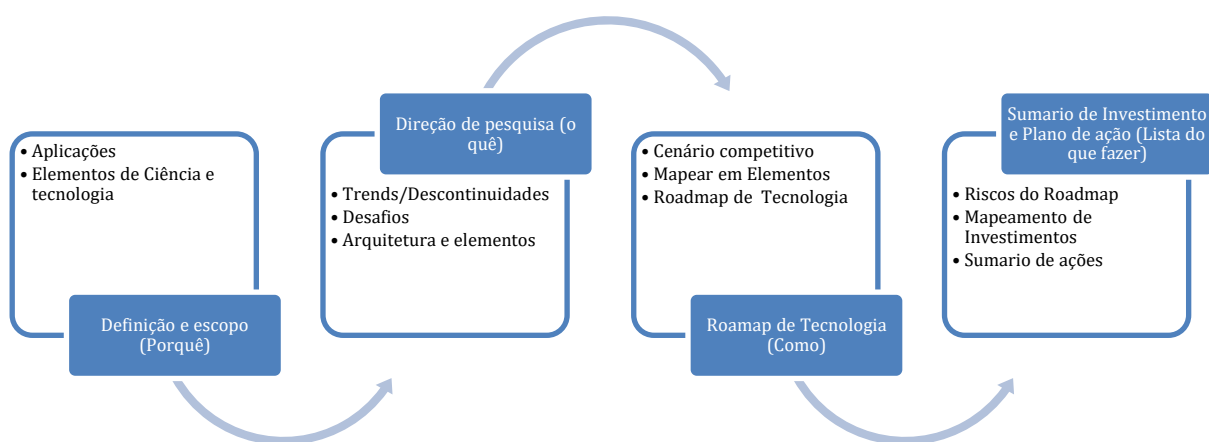 • Aplicações
• Elementos de Ciência e
tecnologia
Definição e escopo
(Porquê)
Direção de pesquisa (o
quê)
• Trends/Descontinuidades
• Desafios
• Arquitetura e elementos
• Cenário competitivo
• Mapear em Elementos
• Roadmap de Tecnologia
Roamap de Tecnologia
(Como)
Sumario de Investimento
e Plano de ação (Lista do
que fazer)
• Riscos do Roadmap
• Mapeamento de
Investimentos
• Sumario de ações